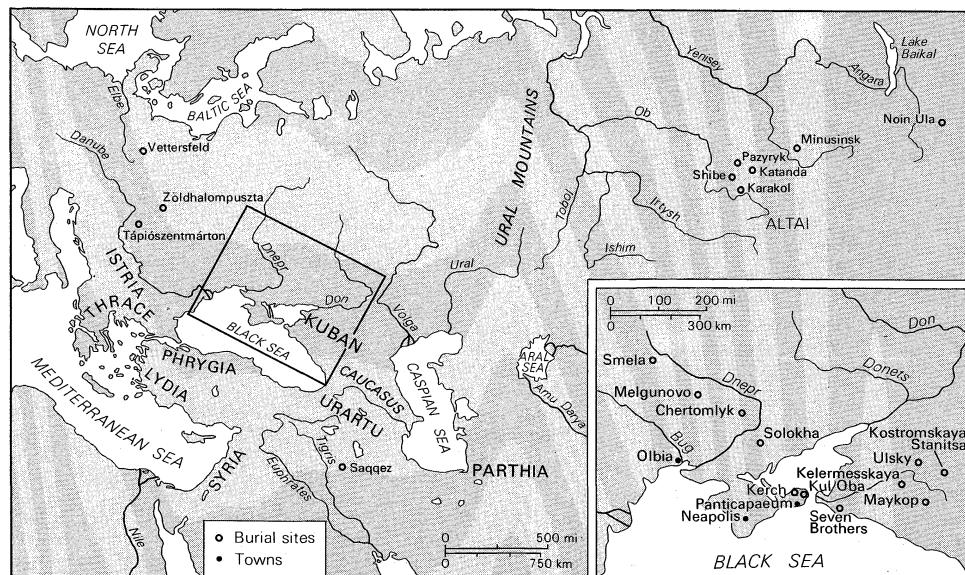 NORTH
SEA
BALTIC SEA
Elbe
Danube
Vettersfeld
Zöldhalompuszta
Tápiószentmárton
ISTRIA
THRACE
PHRYGIA
LYDIA
MEDITERRANEAN SEA
SYRIA
Nile
BLACK SEA
Dnepr
Don
KUBAN
Volga
Ural
CAUCASUS
URARTU
CASPIAN
SEA
Tigris
Euphrates
Saqqez
PARTHIA
ARAL
SEA
Amu Darya
URAL MOUNTAINS
Tobol
Ishim
Irtysh
Ob
Yenisey
Angara
Lake
Baikal
Noin Ula
Minusinsk
Pazyryk
Katanda
Shibe
Karakol
ALTAI
Burial sites
Towns
0 500 mi
0 750 km
0 100 200 mi
0 300 km
Don
Donets
Smela
Dnepr
Melgunovo
Chertomlyk
Bug
Solokha
Olbia
Kostromskaya
Stanitsa
Ulsky
Kelermesskaya
Kerch
Kul/Oba
Panticapaeum
Maykop
Neapolis
Seven
Brothers
BLACK SEA